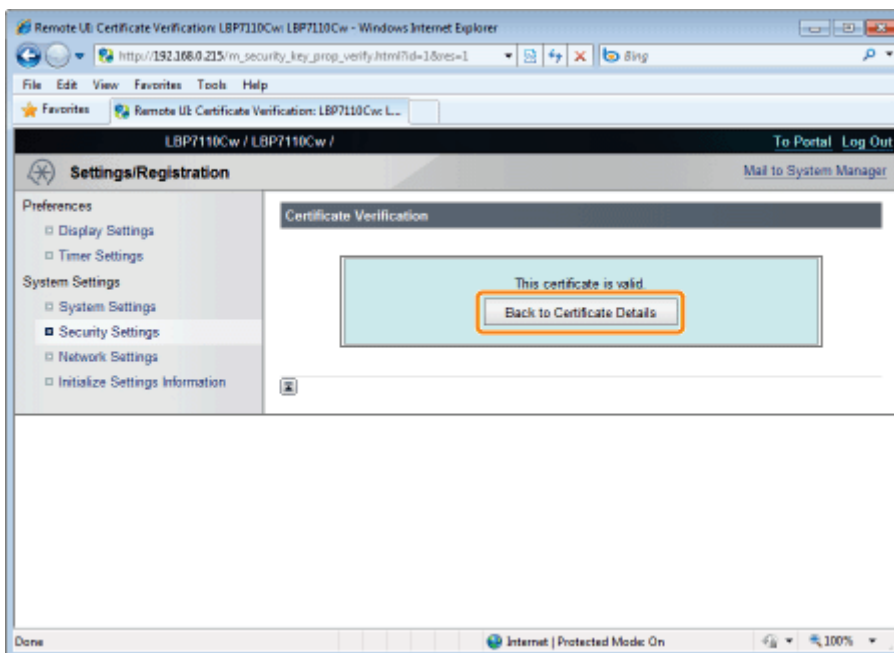 Remote UI: Certificate Verification: LBP7110Cw: LBP7110Cw - Windows Internet Explorer
http://192.168.0.215/m_security_key_prop_verify.html?id=1&res=1
Bing
File Edit View Favorites Tools Help
Favorites
Remote UI: Certificate Verification: LBP7110Cw: L...
LBP7110Cw / LBP7110Cw /
To Portal Log Out
Settings/Registration
Mail to System Manager
Preferences
Display Settings
Timer Settings
System Settings
System Settings
Security Settings
Network Settings
Initialize Settings Information
Certificate Verification
This certificate is valid.
Back to Certificate Details
Done
Internet | Protected Mode: On
100%